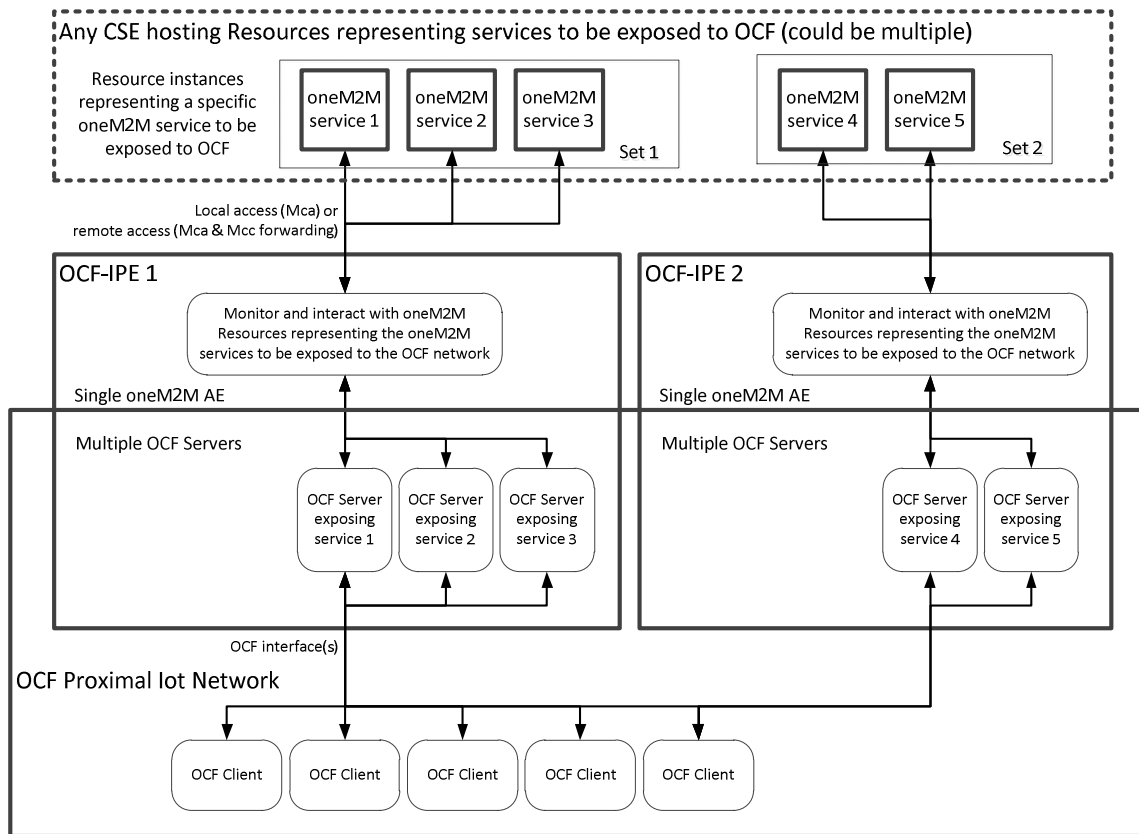 Any CSE hosting Resources representing services to be exposed to OCF (could be multiple)
Resource instances
representing a specific
oneM2M service to be
exposed to OCF
oneM2M
service 1
oneM2M
service 2
oneM2M
service 3
Set 1
oneM2M
service 4
oneM2M
service 5
Set 2
Local access (Mca) or
remote access (Mca & Mcc forwarding)
OCF-IPE 1
Monitor and interact with oneM2M
Resources representing the oneM2M
services to be exposed to the OCF network
Single oneM2M AE
Multiple OCF Servers
OCF Server
exposing
service 1
OCF Server
exposing
service 2
OCF Server
exposing
service 3
OCF-IPE 2
Monitor and interact with oneM2M
Resources representing the oneM2M
services to be exposed to the OCF network
Single oneM2M AE
Multiple OCF Servers
OCF Server
exposing
service 4
OCF Server
exposing
service 5
OCF interface(s)
OCF Proximal Iot Network
OCF Client
OCF Client
OCF Client
OCF Client
OCF Client